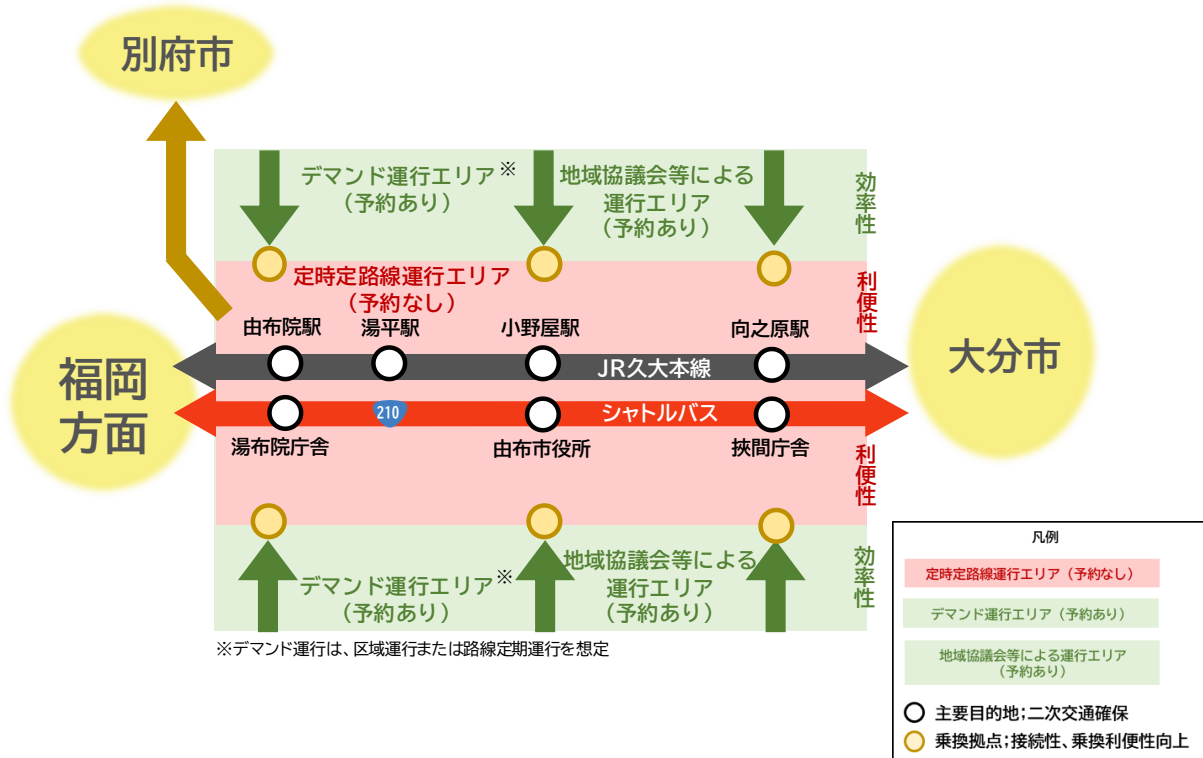 別府市
デマンド運行エリア※
（予約あり）
地域協議会等による
運行エリア
（予約あり）
効率性
定時定路線運行エリア
（予約なし）
利便性
由布院駅
湯平駅
小野屋駅
向之原駅
福岡
方面
JR久大本線
大分市
210
シャトルバス
湯布院庁舎
由布市役所
挾間庁舎
利便性
デマンド運行エリア※
（予約あり）
地域協議会等による
運行エリア
（予約あり）
効率性
※デマンド運行は、区域運行または路線定期運行を想定
凡例
定時定路線運行エリア（予約なし）
デマンド運行エリア（予約あり）
地域協議会等による運行エリア
（予約あり）
主要目的地;二次交通確保
乗換拠点;接続性、乗換利便性向上